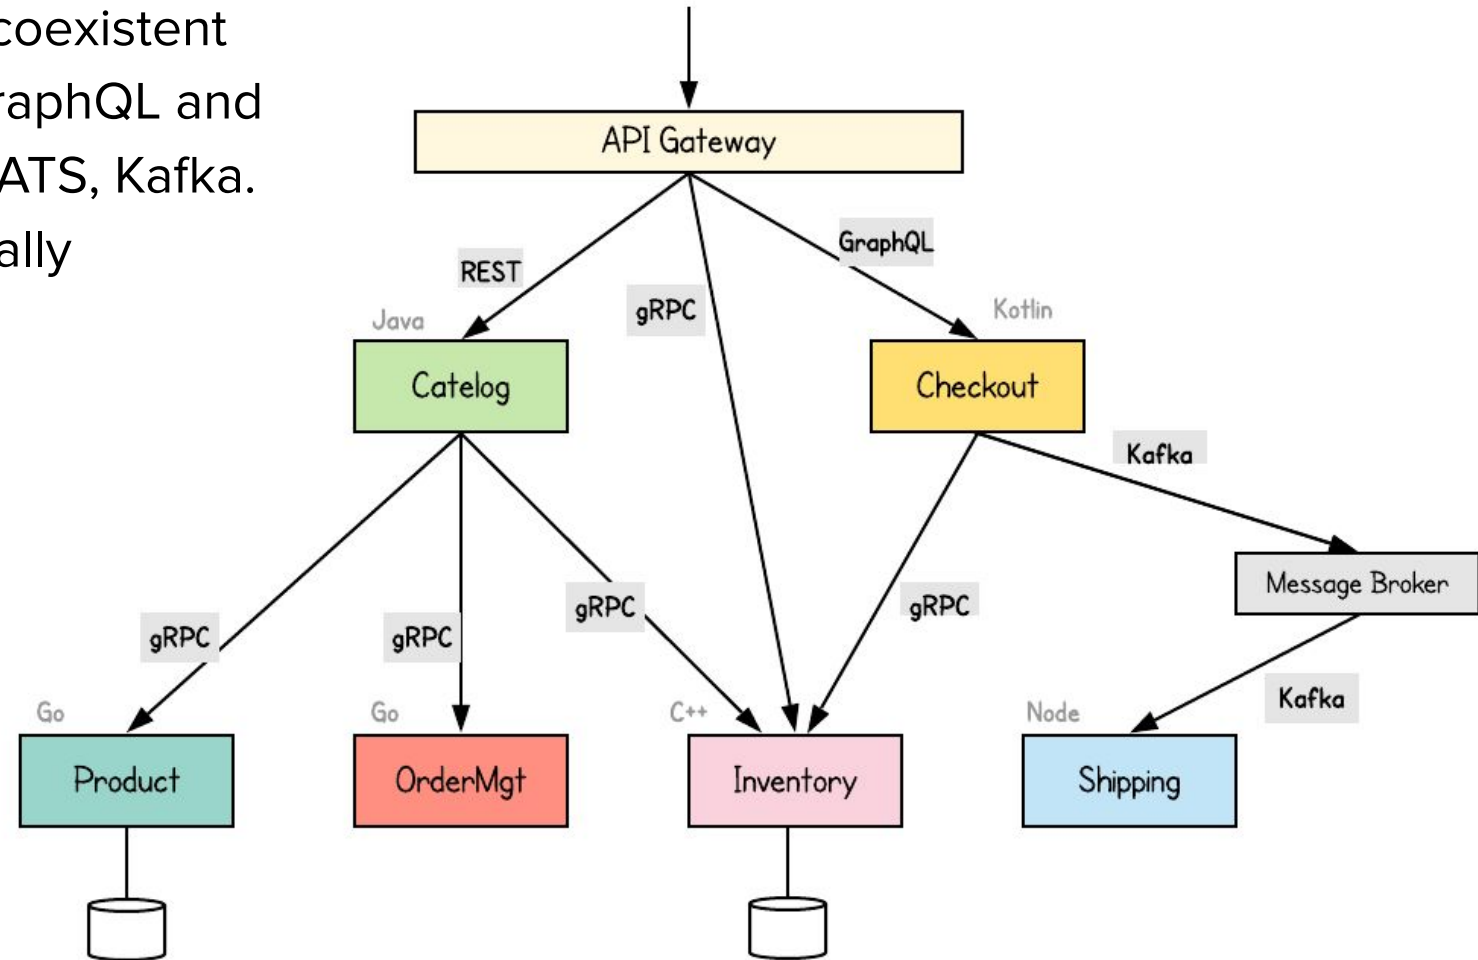 coexistent
raphQL and
ATS, Kafka.
ally
API Gateway
GraphQL
REST
gRPC
Java
Kotlin
Catelog
Checkout
Kafka
Message Broker
gRPC
gRPC
gRPC
gRPC
Kafka
Go
Go
C++
Node
Product
OrderMgt
Inventory
Shipping